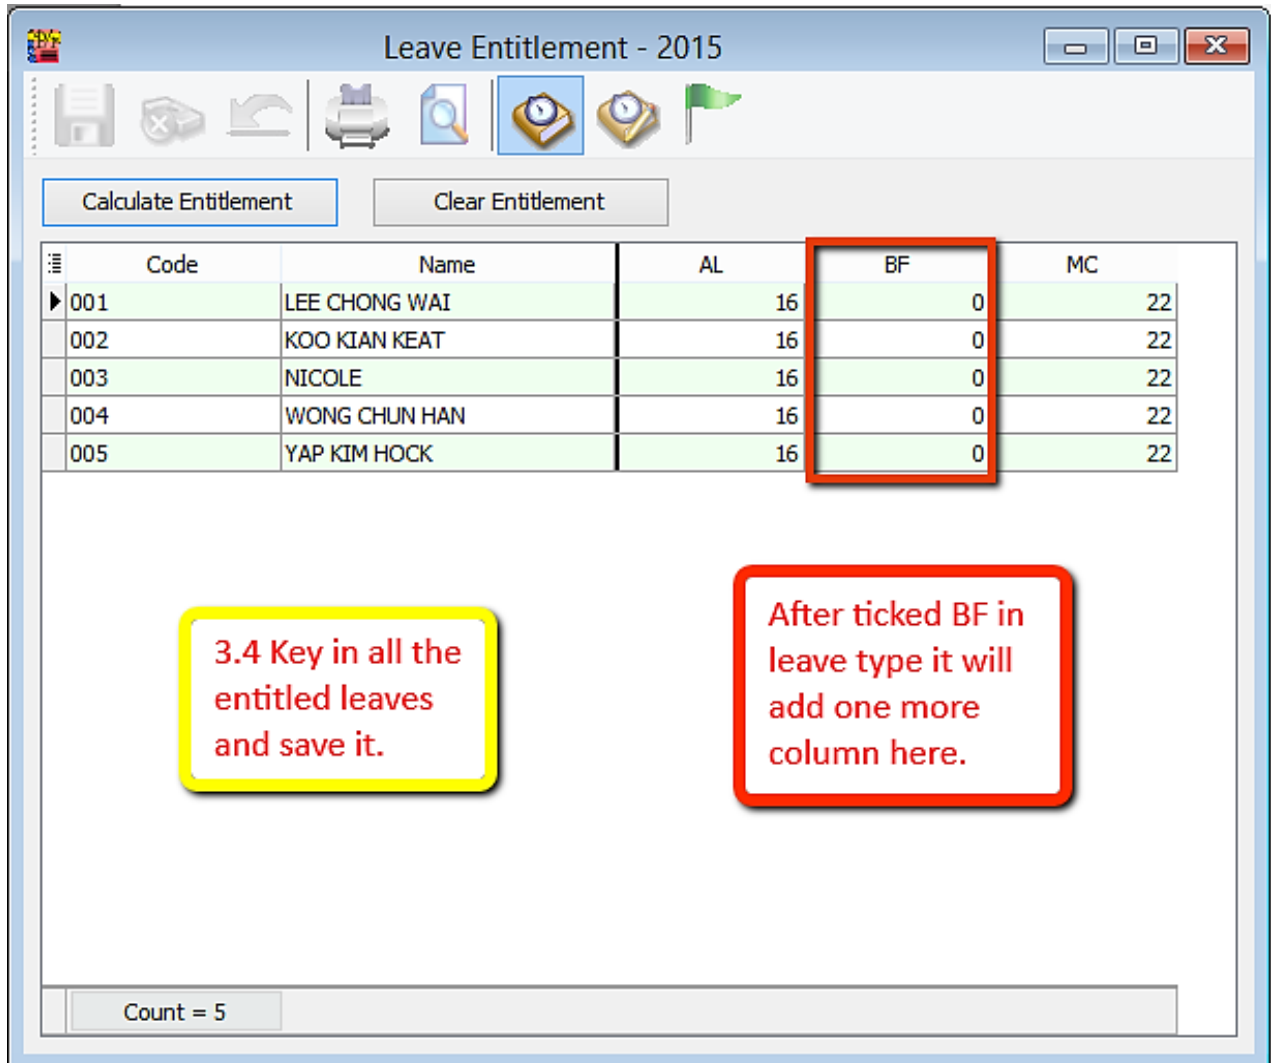 Leave Entitlement - 2015
Calculate Entitlement Clear Entitlement
Code Name AL BF MC
001 LEE CHONG WAI 16 0 22
002 KOO KIAN KEAT 16 0 22
003 NICOLE 16 0 22
004 WONG CHUN HAN 16 0 22
005 YAP KIM HOCK 16 0 22
3.4 Key in all the
entitled leaves
and save it.
After ticked BF in
leave type it will
add one more
column here.
Count = 5